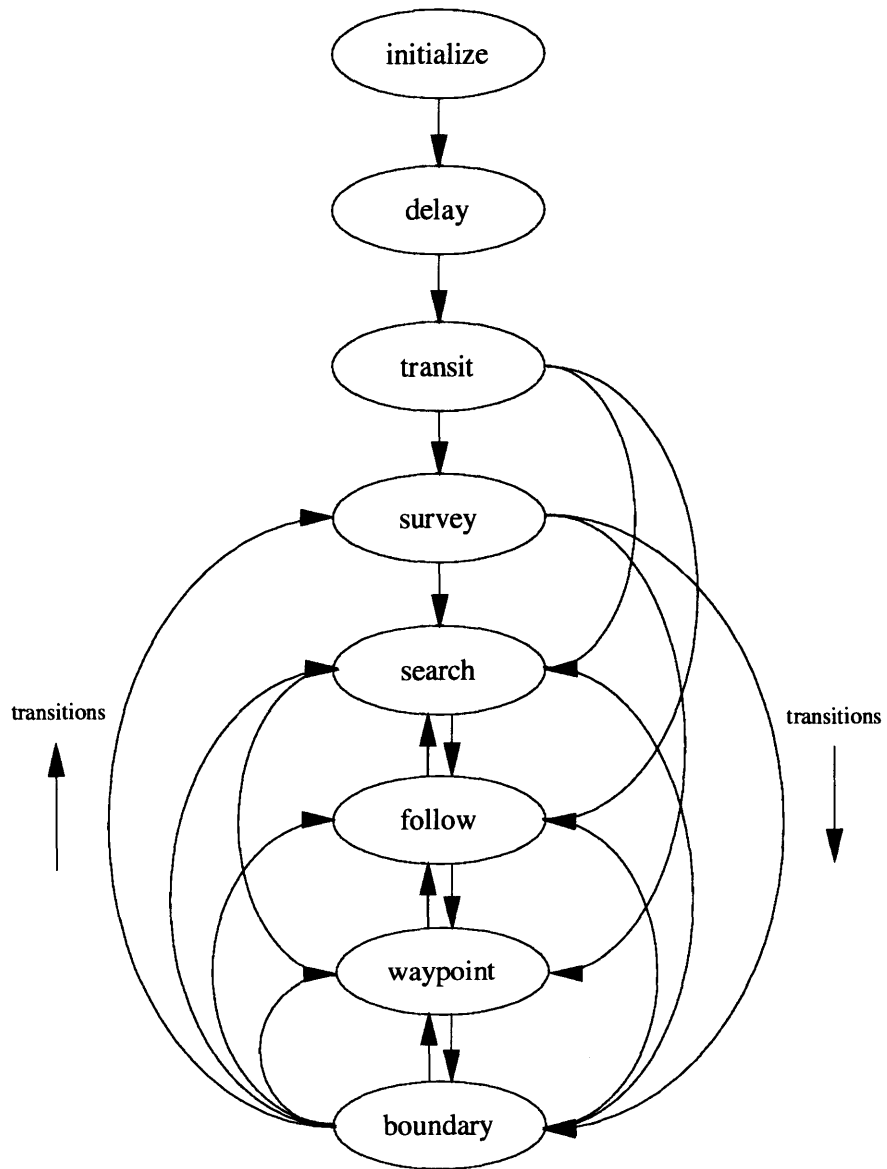 initialize
delay
transit
survey
search
transitions
transitions
follow
waypoint
boundary